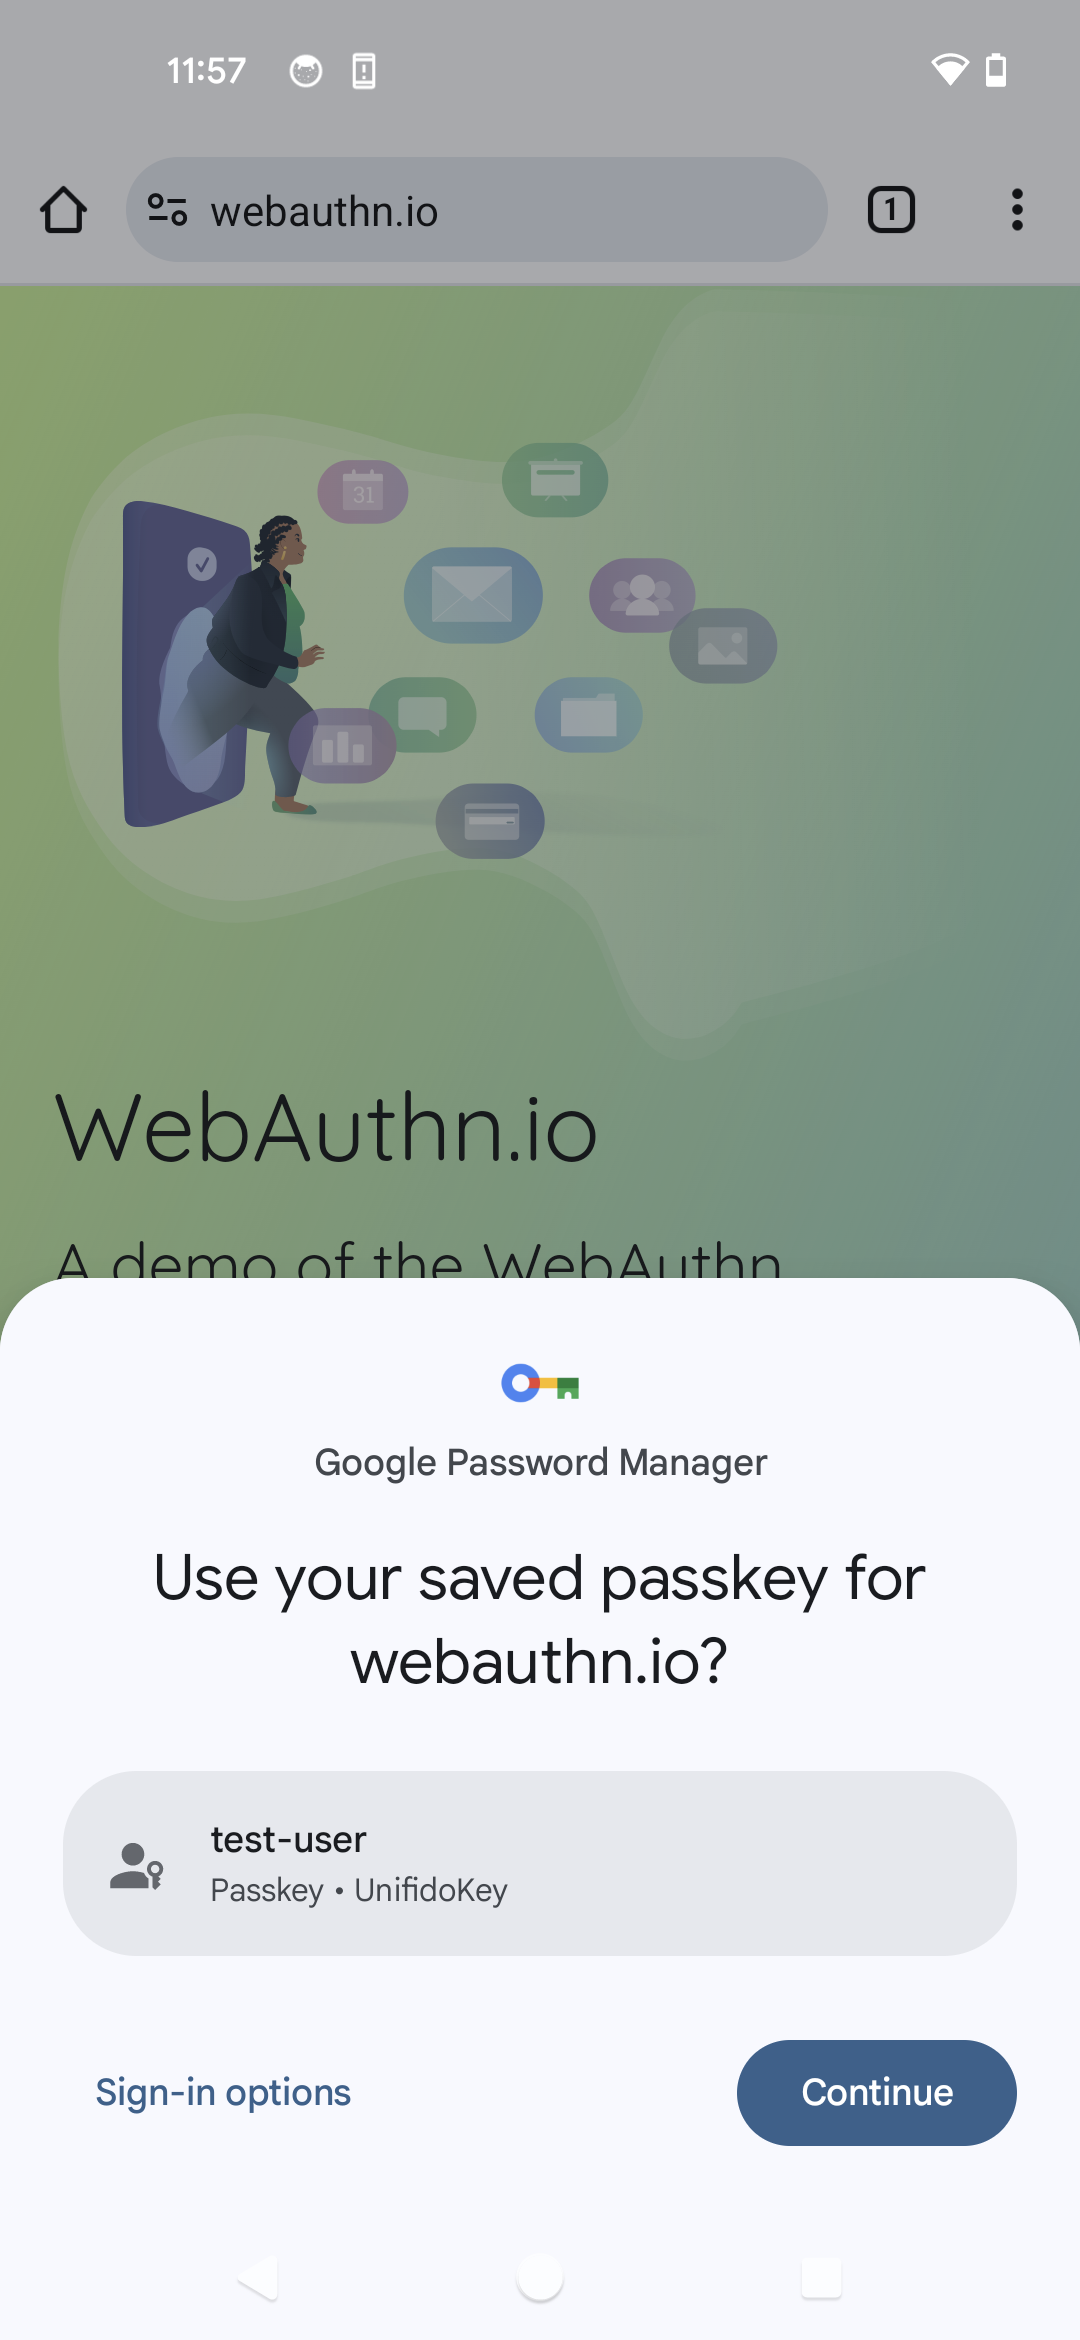 11:57
webauthn.io
1
31
WebAuthn.io
A demo of the WebAuthn
Google Password Manager
Use your saved passkey for
webauthn.io?
test-user
Passkey • UnifidoKey
Sign-in options
Continue